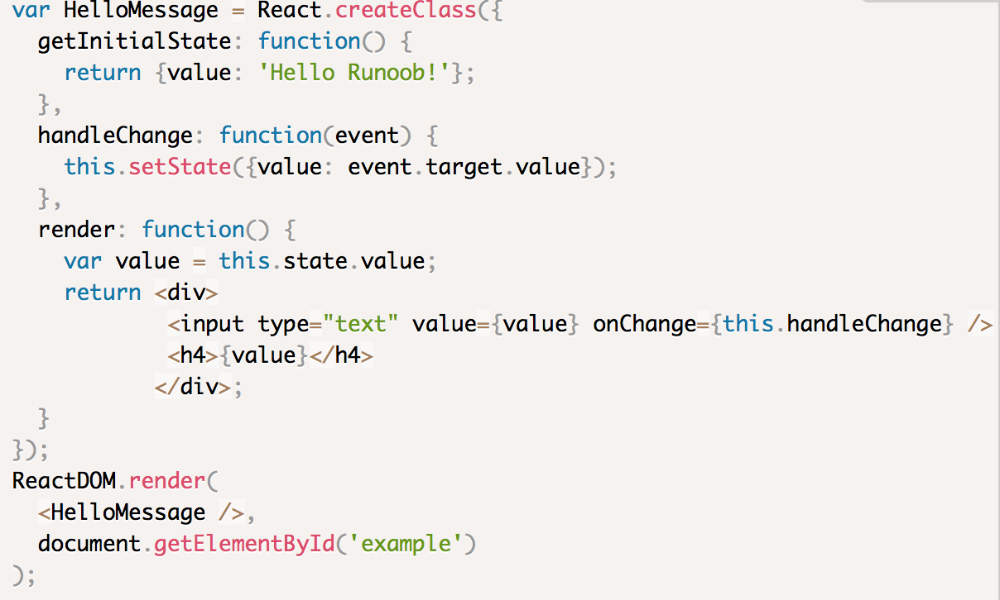 var HelloMessage = React.createClass({
  getInitialState: function() {
    return {value: 'Hello Runoob!'};
  },
  handleChange: function(event) {
    this.setState({value: event.target.value});
  },
  render: function() {
    var value = this.state.value;
    return <div>
            <input type="text" value={value} onChange={this.handleChange} />
            <h4>{value}</h4>
           </div>;
  }
});
ReactDOM.render(
  <HelloMessage />,
  document.getElementById('example')
);